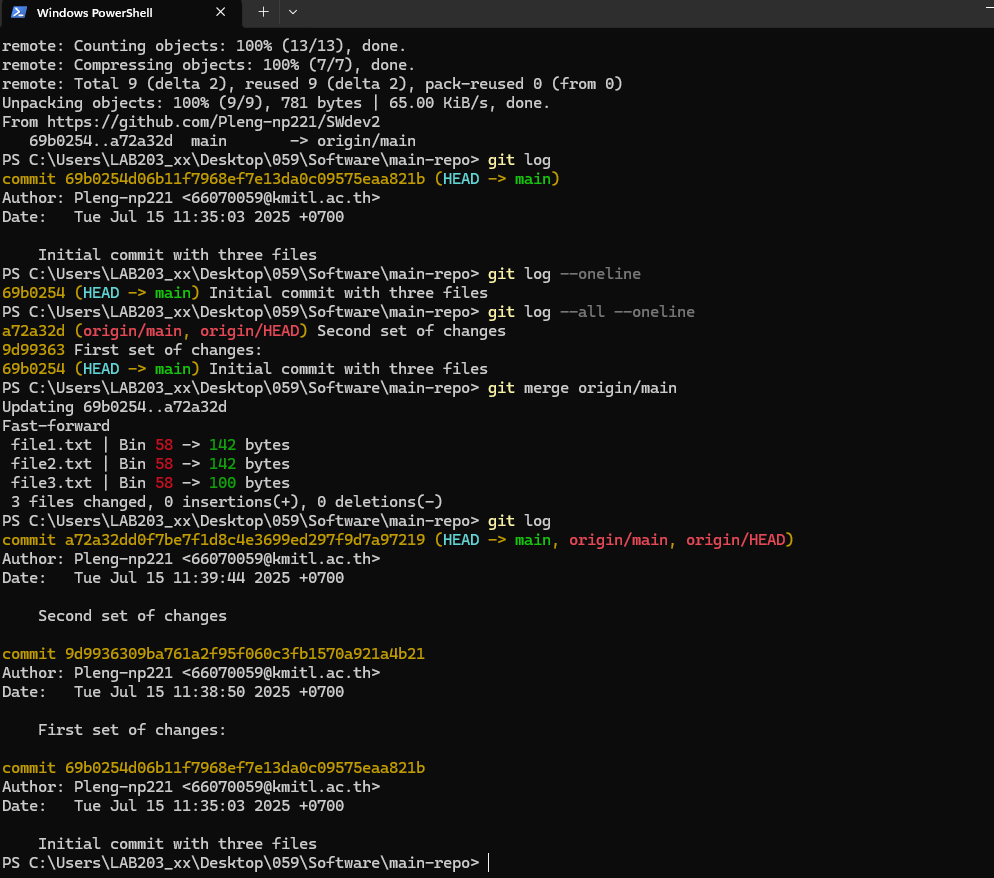 Windows PowerShell
remote: Counting objects: 100% (13/13), done.
remote: Compressing objects: 100% (7/7), done.
remote: Total 9 (delta 2), reused 9 (delta 2), pack-reused 0 (from 0)
Unpacking objects: 100% (9/9), 781 bytes | 65.00 KiB/s, done.
From https://github.com/Pleng-np221/SWdev2
   69b0254..a72a32d  main       -> origin/main
PS C:\Users\LAB203_xx\Desktop\059\Software\main-repo> git log
commit 69b0254d06b11f7968ef7e13da0c09575eaa821b (HEAD -> main)
Author: Pleng-np221 <66070059@kmitl.ac.th>
Date:   Tue Jul 15 11:35:03 2025 +0700

    Initial commit with three files
PS C:\Users\LAB203_xx\Desktop\059\Software\main-repo> git log --oneline
69b0254 (HEAD -> main) Initial commit with three files
PS C:\Users\LAB203_xx\Desktop\059\Software\main-repo> git log --all --oneline
a72a32d (origin/main, origin/HEAD) Second set of changes
9d99363 First set of changes:
69b0254 (HEAD -> main) Initial commit with three files
PS C:\Users\LAB203_xx\Desktop\059\Software\main-repo> git merge origin/main
Updating 69b0254..a72a32d
Fast-forward
 file1.txt | Bin 58 -> 142 bytes
 file2.txt | Bin 58 -> 142 bytes
 file3.txt | Bin 58 -> 100 bytes
 3 files changed, 0 insertions(+), 0 deletions(-)
PS C:\Users\LAB203_xx\Desktop\059\Software\main-repo> git log
commit a72a32dd0f7be7f1d8c4e3699ed297f9d7a97219 (HEAD -> main, origin/main, origin/HEAD)
Author: Pleng-np221 <66070059@kmitl.ac.th>
Date:   Tue Jul 15 11:39:44 2025 +0700

    Second set of changes

commit 9d9936309ba761a2f95f060c3fb1570a921a4b21
Author: Pleng-np221 <66070059@kmitl.ac.th>
Date:   Tue Jul 15 11:38:50 2025 +0700

    First set of changes:

commit 69b0254d06b11f7968ef7e13da0c09575eaa821b
Author: Pleng-np221 <66070059@kmitl.ac.th>
Date:   Tue Jul 15 11:35:03 2025 +0700

    Initial commit with three files
PS C:\Users\LAB203_xx\Desktop\059\Software\main-repo>